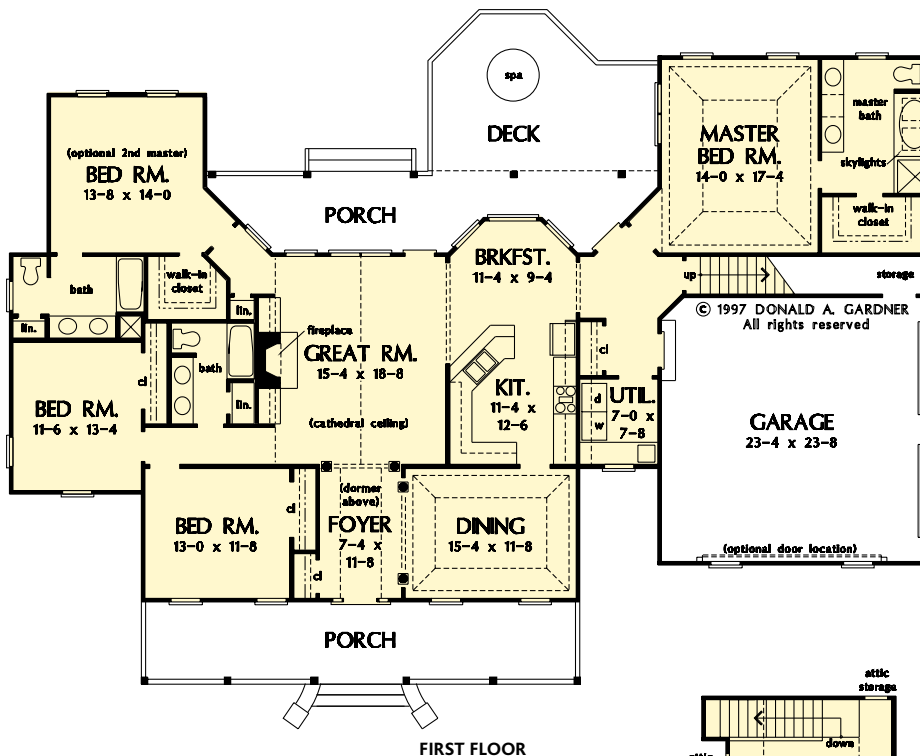 spa
DECK
(optional 2nd master)
BED RM.
13-8 x 14-0
PORCH
MASTER
BED RM.
14-0 x 17-4
master
bath
skylights
walk-in
closet
BRKFST.
11-4 x 9-4
bath
walk-in
closet
lin.
lin.
up
storage
© 1997 DONALD A. GARDNER
All rights reserved
fireplace
GREAT RM.
15-4 x 18-8
(cathedral ceiling)
cl
bath
lin.
BED RM.
11-6 x 13-4
KIT.
11-4 x
12-6
cl
UTIL.
7-0 x
7-8
d
w
GARAGE
23-4 x 23-8
(optional door location)
BED RM.
13-0 x 11-8
cl
cl
(dormer
above)
FOYER
7-4 x
11-8
DINING
15-4 x 11-8
PORCH
FIRST FLOOR
attic
storage
down
attic